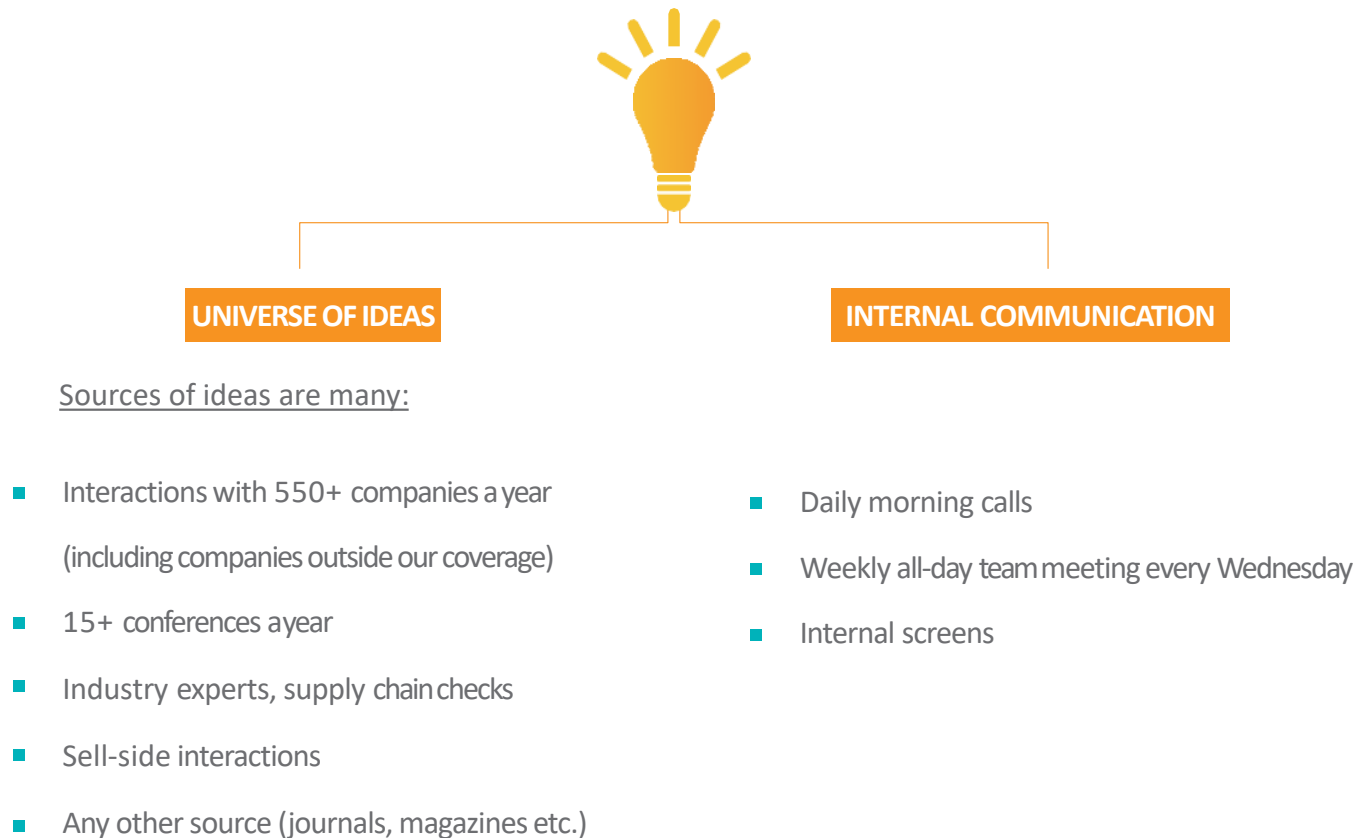 UNIVERSE OF IDEAS
Sources of ideas are many:
Interactions with 550+ companies a year
(including companies outside our coverage)
15+ conferences ayear
Industry experts, supply chain checks
Sell-side interactions
Any other source (journals, magazines etc.)
INTERNAL COMMUNICATION
Daily morning calls
Weekly all-day team meeting every Wednesday
Internal screens